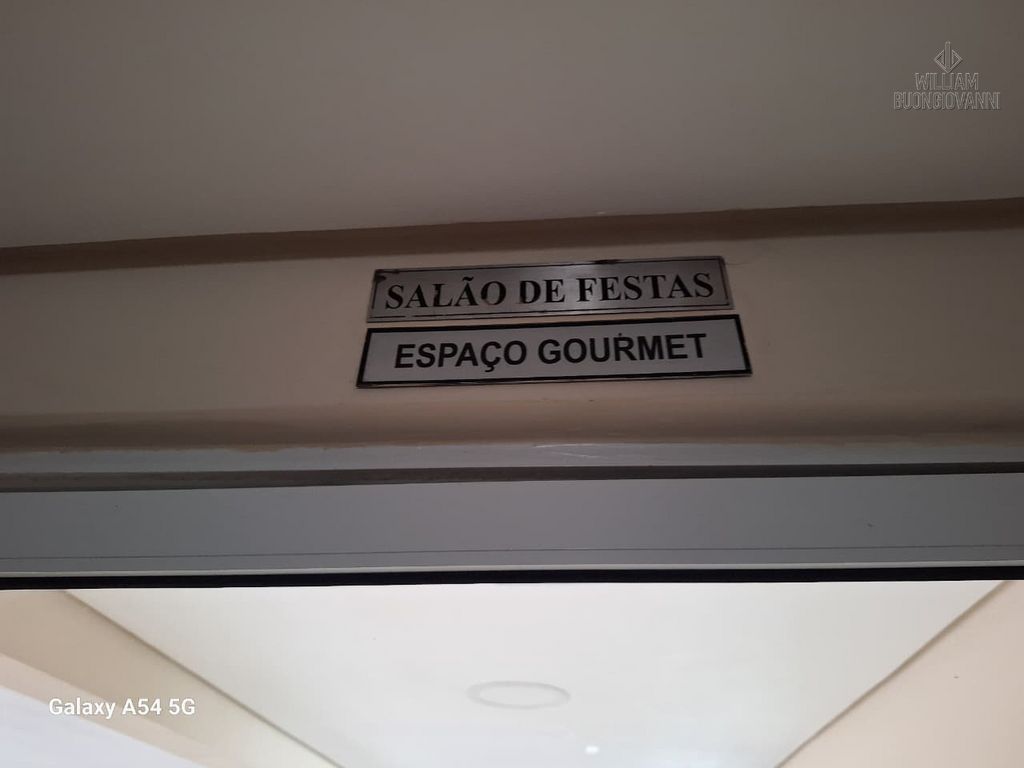 WILLIAM
BUONGIOVANNI
SALÃO DE FESTAS
ESPAÇO GOURMET
Galaxy A54 5G